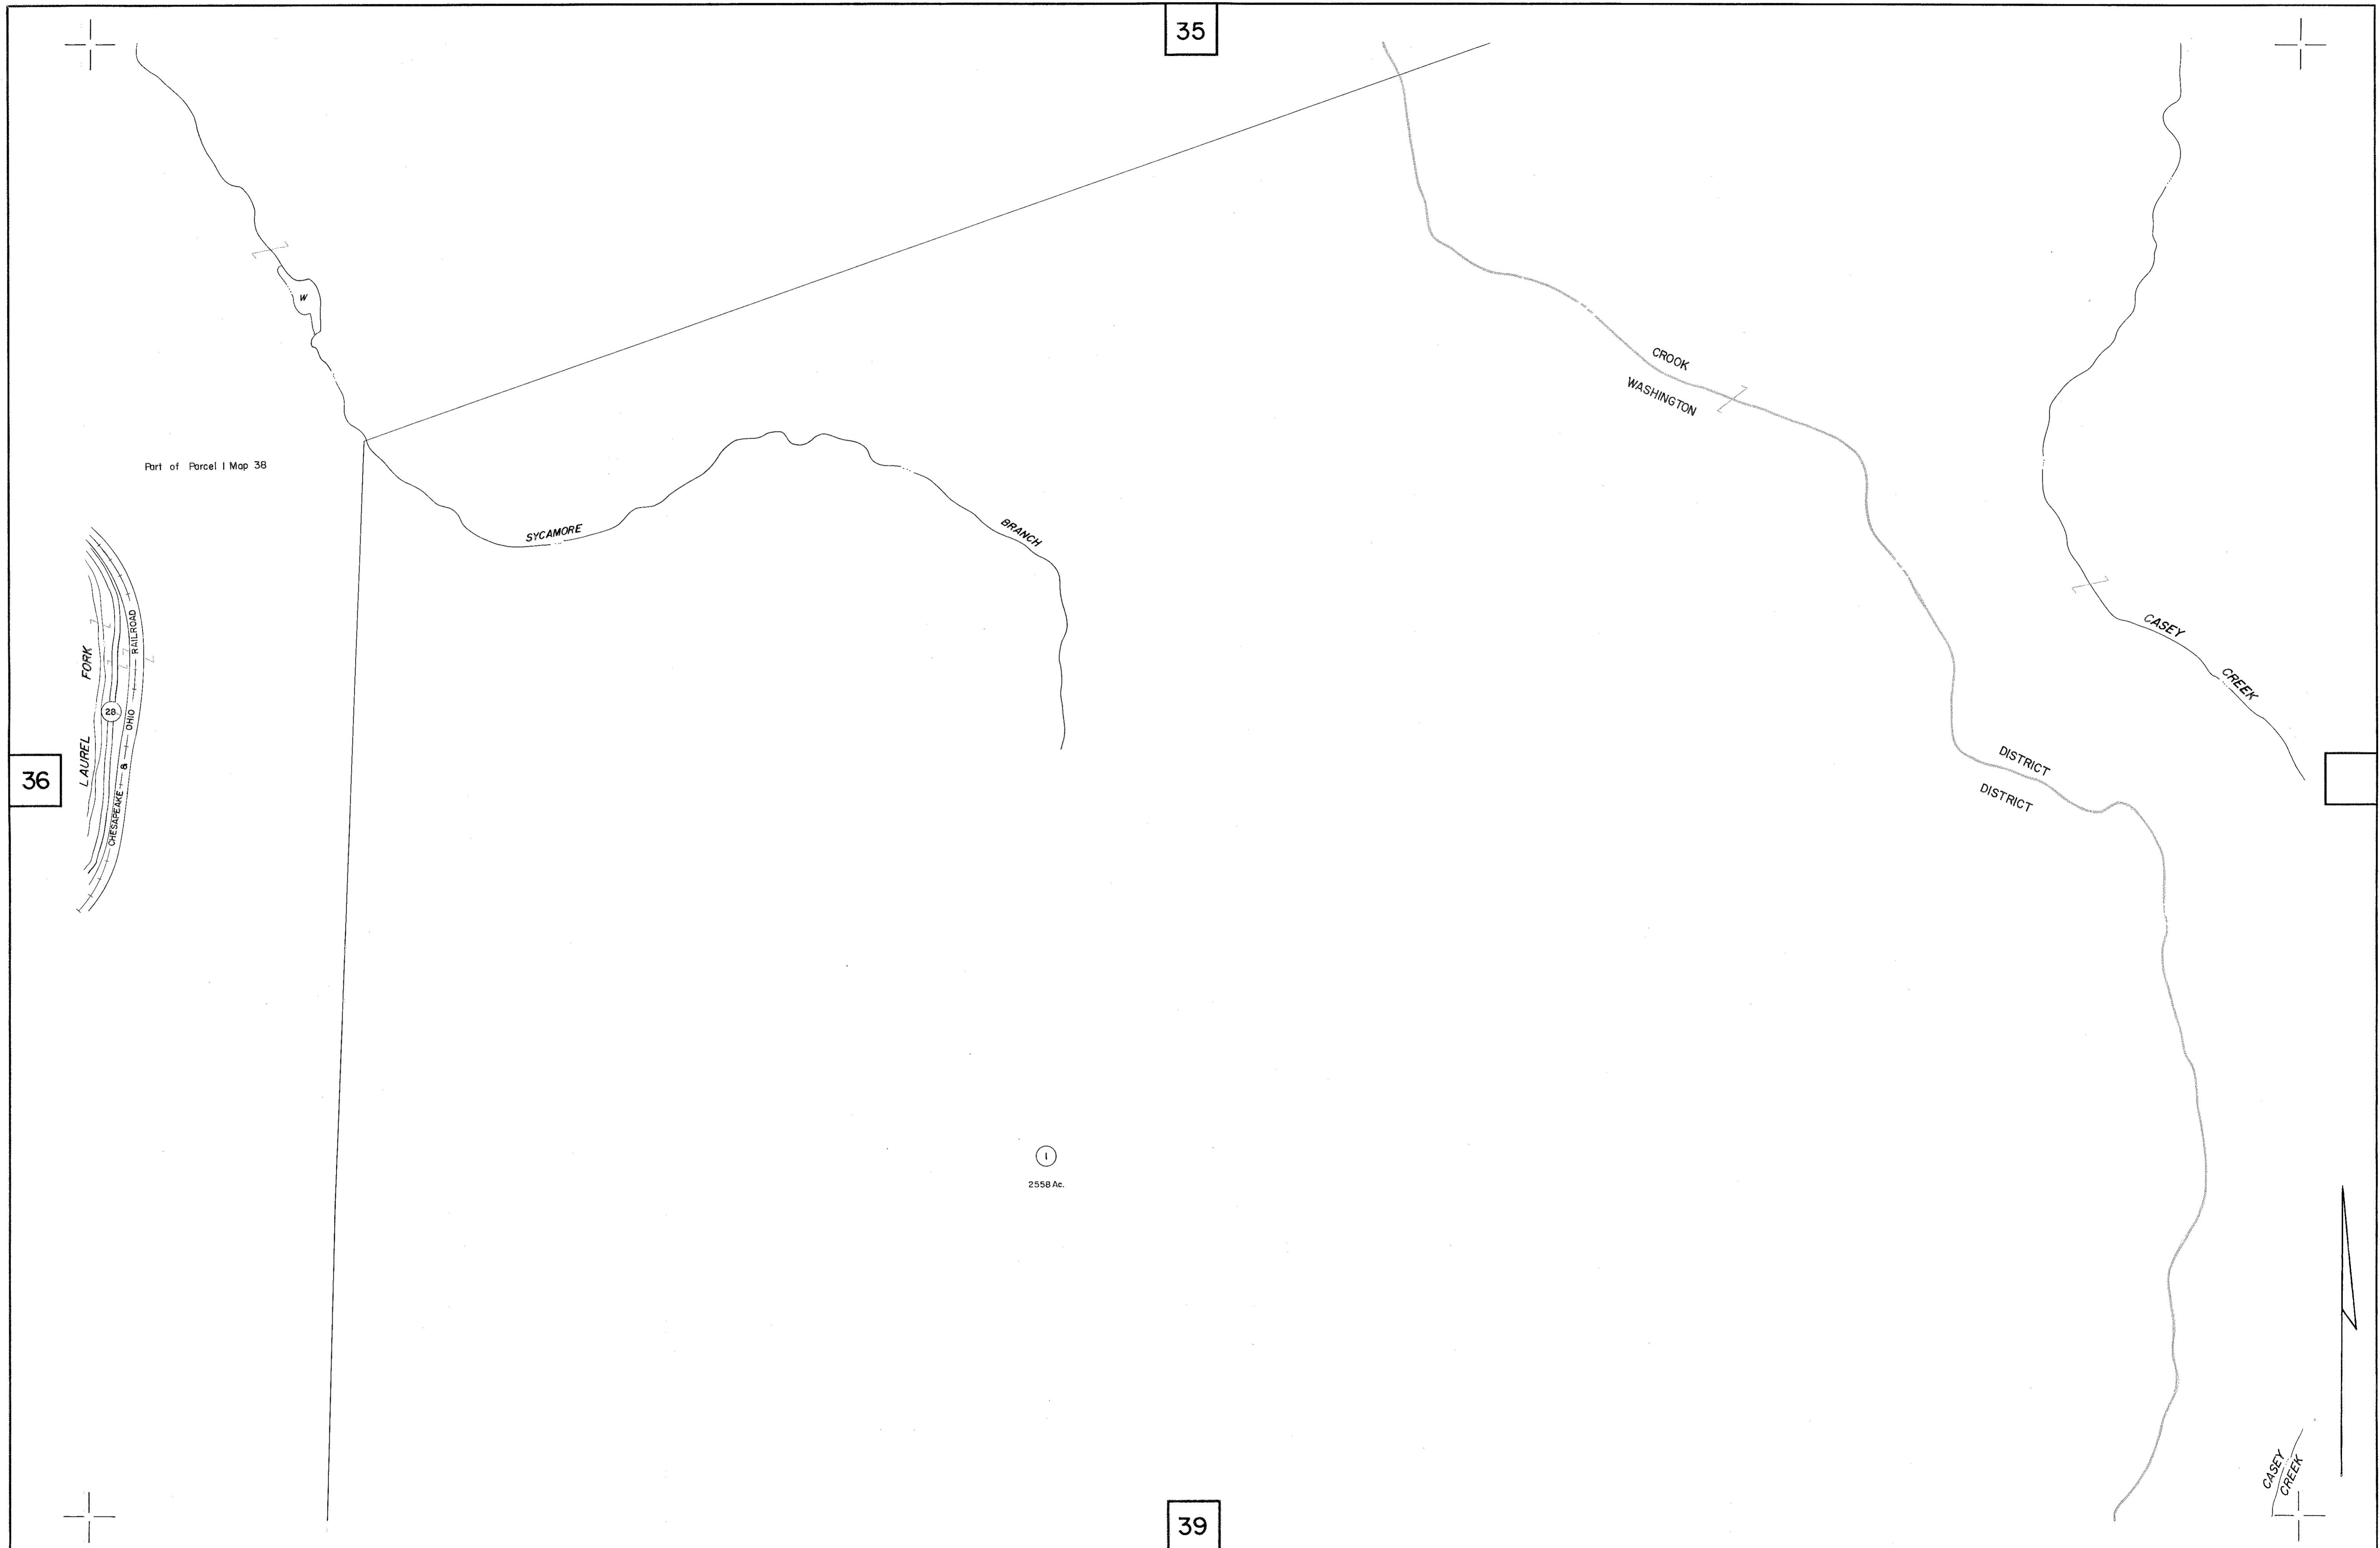 35
W
CROOK
WASHINGTON
Part of Parcel 1 Map 38
SYCAMORE BRANCH
LAUREL FORK
28
CHESAPEAKE & OHIO RAILROAD
CASEY CREEK
36
DISTRICT
DISTRICT
1
2558 Ac.
CASEY
CREEK
39